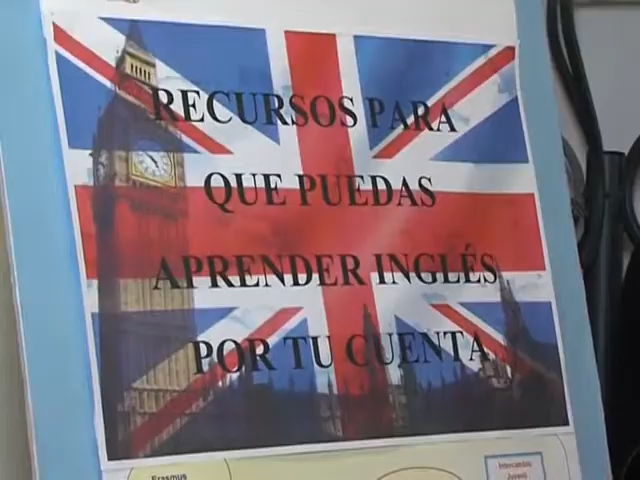 RECURSOS PARA
QUE PUEDAS
APRENDER INGLÉS
POR TU CUENTA
Erasmus
Intercambio
Juvenil